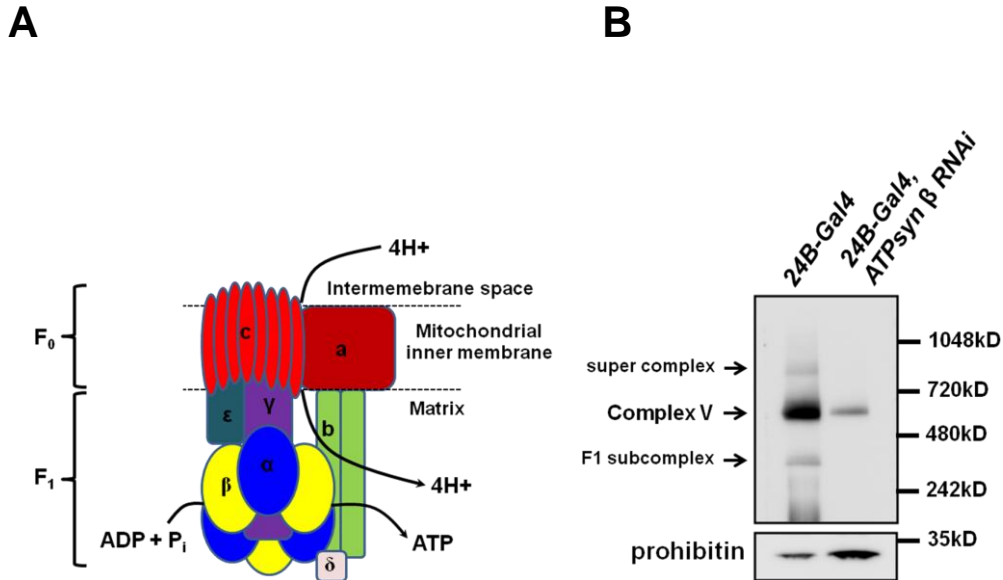 A
B
4H+
Intermemebrane space
F0
c
a
Mitochondrial
inner membrane
ε
γ
Matrix
b
α
F1
β
4H+
ADP + Pi
ATP
δ
24B-Gal4
24B-Gal4,
ATPsyn β RNAi
1048kD
super complex
720kD
Complex V
480kD
F1 subcomplex
242kD
35kD
prohibitin